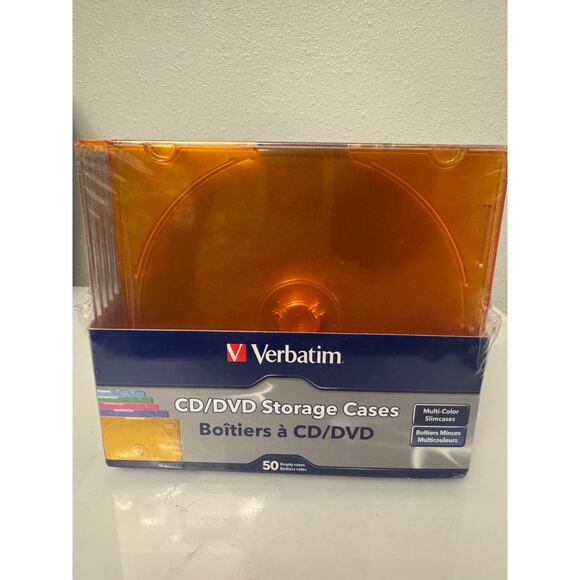 Verbatim
CD/DVD Storage Cases
Boîtiers à CD/DVD
Multi-Color
Slimcases
Boîtiers Minces
Multicouleurs
50 Empty cases
Boîtiers vides